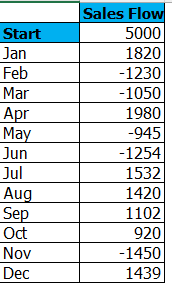 Sales Flow
Start 5000
Jan 1820
Feb -1230
Mar -1050
Apr 1980
May -945
Jun -1254
Jul 1532
Aug 1420
Sep 1102
Oct 920
Nov -1450
Dec 1439